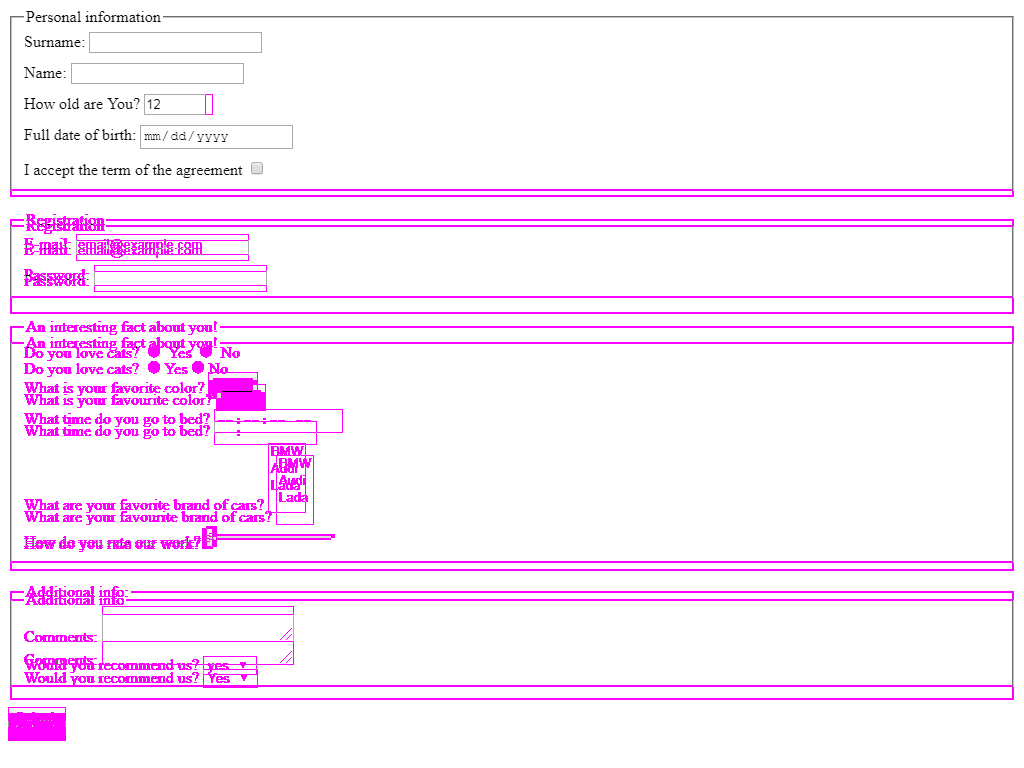 Personal information
Surname:
Name:
How old are You? 12
Full date of birth: mm/dd/yyyy
I accept the term of the agreement
Registration
Registration
E-mail: email@example.com
E-mail: email@example.com
Password:
Password:
An interesting fact about you!
An interesting fact about you!
Do you love cats? Yes No
Do you love cats? Yes No
What is your favorite color?
What is your favourite color?
What time do you go to bed? --:--:-- --
What time do you go to bed?
BMW
BMW
Audi
Audi
Lada
Lada
What are your favorite brand of cars?
What are your favourite brand of cars?
How do you rate our work?
Additional info:
Additional info
Comments:
Comments:
Would you recommend us? yes
Would you recommend us? Yes